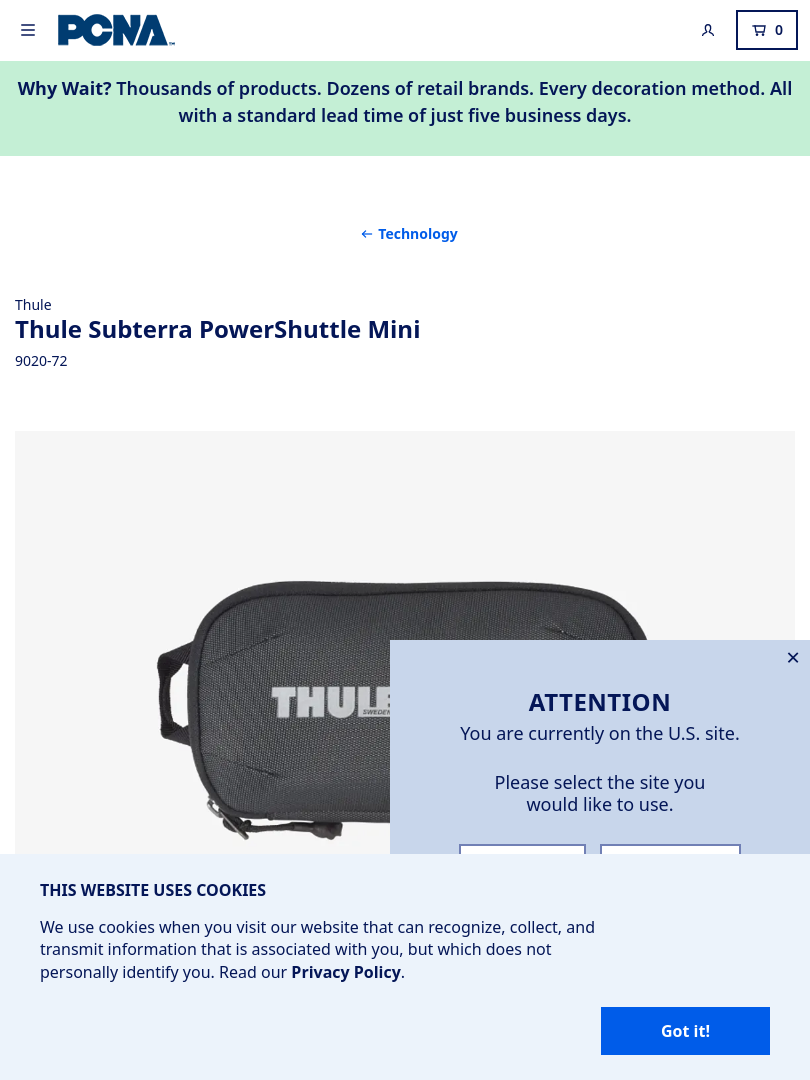 PCNA
0
Why Wait? Thousands of products. Dozens of retail brands. Every decoration method. All
with a standard lead time of just five business days.
Technology
Thule
Thule Subterra PowerShuttle Mini
9020-72
THULE
SWEDEN
ATTENTION
You are currently on the U.S. site.
Please select the site you
would like to use.
THIS WEBSITE USES COOKIES
We use cookies when you visit our website that can recognize, collect, and
transmit information that is associated with you, but which does not
personally identify you. Read our Privacy Policy.
Got it!